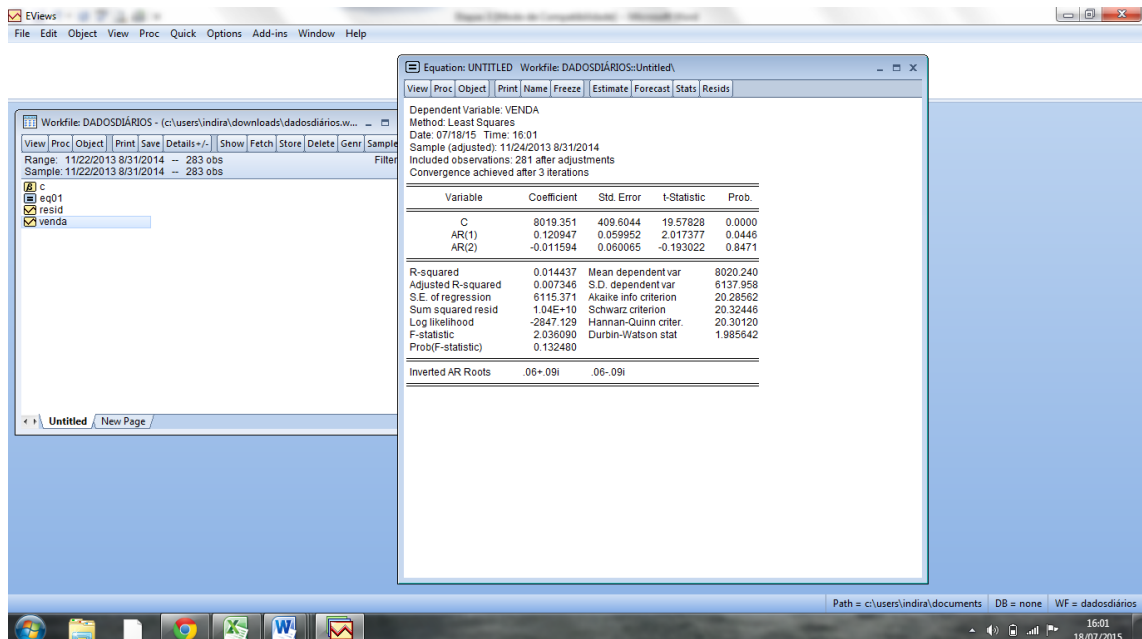 EViews
File Edit Object View Proc Quick Options Add-ins Window Help
Workfile: DADOSDIÁRIOS - (c:\users\indira\downloads\dadosdiários.w...
View Proc Object Print Save Details+/- Show Fetch Store Delete Genr Sample
Range: 11/22/2013 8/31/2014 -- 283 obs Filter
Sample: 11/22/2013 8/31/2014 -- 283 obs
c
eq01
resid
venda
Untitled New Page
Equation: UNTITLED Workfile: DADOSDIÁRIOS::Untitled\
View Proc Object Print Name Freeze Estimate Forecast Stats Resids
Dependent Variable: VENDA
Method: Least Squares
Date: 07/18/15 Time: 16:01
Sample (adjusted): 11/24/2013 8/31/2014
Included observations: 281 after adjustments
Convergence achieved after 3 iterations
Variable Coefficient Std. Error t-Statistic Prob.
C 8019.351 409.6044 19.57828 0.0000
AR(1) 0.120947 0.059952 2.017377 0.0446
AR(2) -0.011594 0.060065 -0.193022 0.8471
R-squared 0.014437 Mean dependent var 8020.240
Adjusted R-squared 0.007346 S.D. dependent var 6137.958
S.E. of regression 6115.371 Akaike info criterion 20.28562
Sum squared resid 1.04E+10 Schwarz criterion 20.32446
Log likelihood -2847.129 Hannan-Quinn criter. 20.30120
F-statistic 2.036090 Durbin-Watson stat 1.985642
Prob(F-statistic) 0.132480
Inverted AR Roots .06+.09i .06-.09i
Path = c:\users\indira\documents DB = none WF = dadosdiários
16:01
18/07/2015